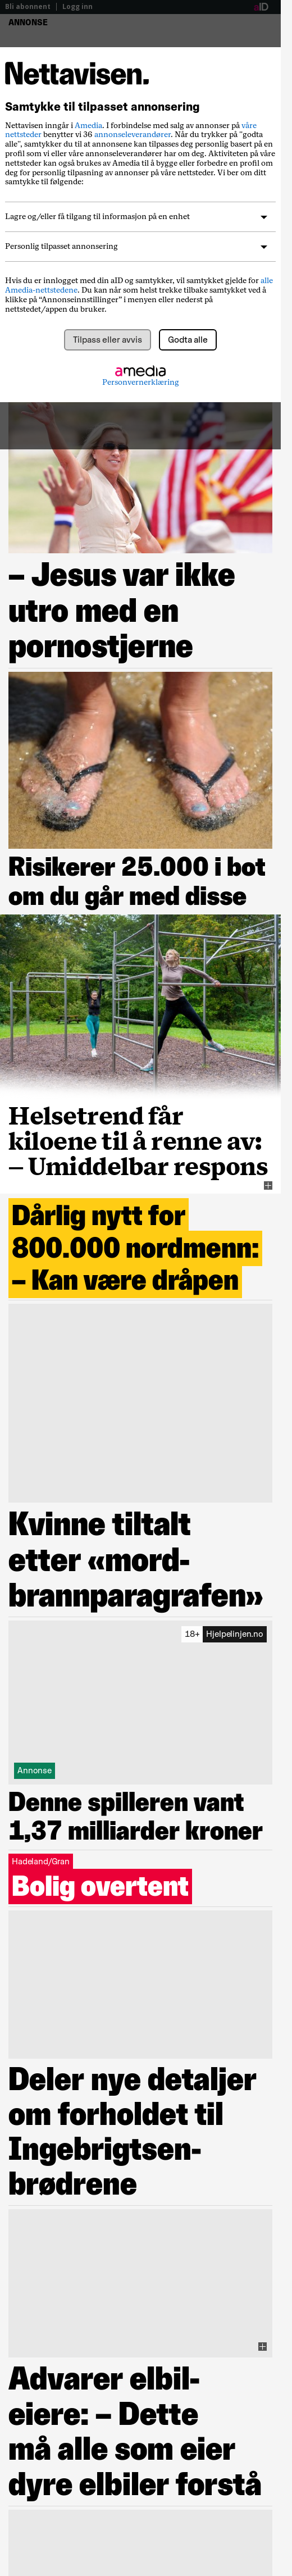 Bli abonnent | Logg inn
aID
ANNONSE
Nettavisen.
Samtykke til tilpasset annonsering
Nettavisen inngår i Amedia. I forbindelse med salg av annonser på våre
nettsteder benytter vi 36 annonseleverandører. Når du trykker på "godta
alle", samtykker du til at annonsene kan tilpasses deg personlig basert på en
profil som vi eller våre annonseleverandører har om deg. Aktiviteten på våre
nettsteder kan også brukes av Amedia til å bygge eller forbedre en profil om
deg for personlig tilpasning av annonser på våre nettsteder. Vi ber om ditt
samtykke til følgende:
Lagre og/eller få tilgang til informasjon på en enhet
Personlig tilpasset annonsering
Hvis du er innlogget med din aID og samtykker, vil samtykket gjelde for alle
Amedia-nettstedene. Du kan når som helst trekke tilbake samtykket ved å
klikke på “Annonseinnstillinger” i menyen eller nederst på
nettstedet/appen du bruker.
Tilpass eller avvis
Godta alle
amedia
Personvernerklæring
– Jesus var ikke
utro med en
pornostjerne
Risikerer 25.000 i bot
om du går med disse
Helsetrend får
kiloene til å renne av:
– Umiddelbar respons
Dårlig nytt for
800.000 nordmenn:
– Kan være dråpen
Kvinne tiltalt
etter «mord-
brannparagrafen»
18+ Hjelpelinjen.no
Annonse
Denne spilleren vant
1,37 milliarder kroner
Hadeland/Gran
Bolig overtent
Deler nye detaljer
om forholdet til
Ingebrigtsen-
brødrene
Advarer elbil-
eiere: – Dette
må alle som eier
dyre elbiler forstå